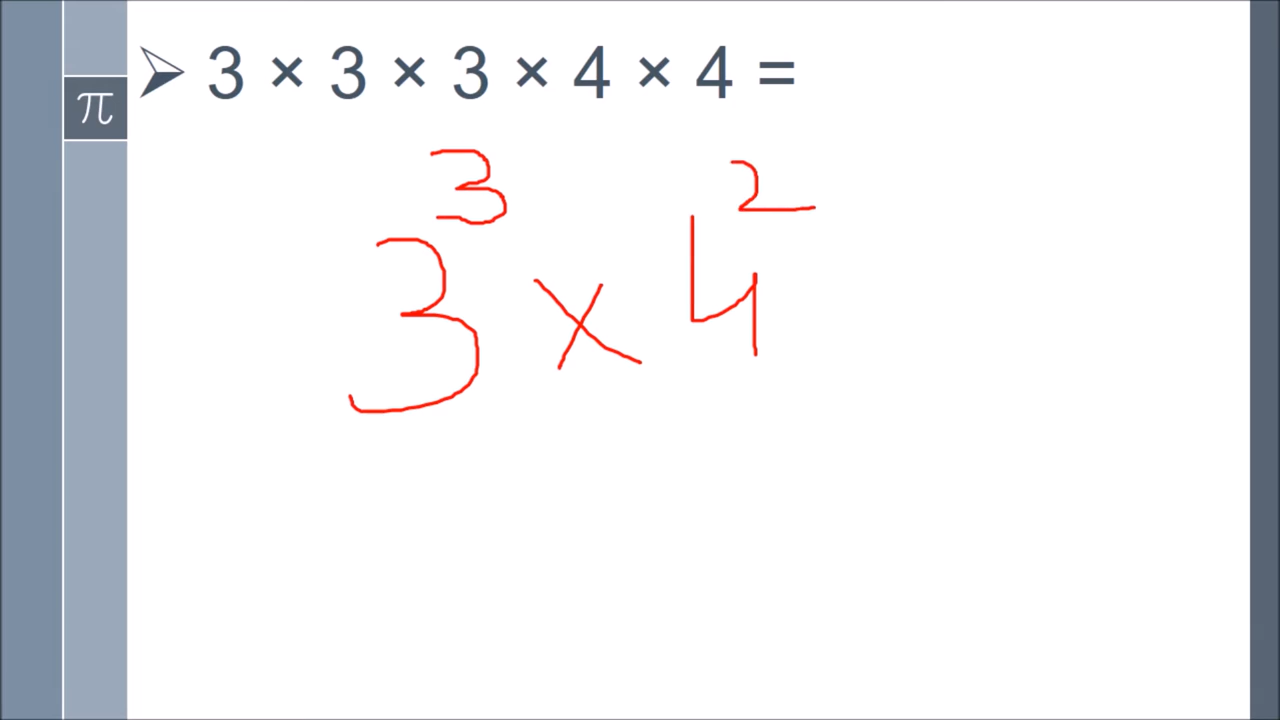 π
➢ 3 × 3 × 3 × 4 × 4 =
3³ × 4²